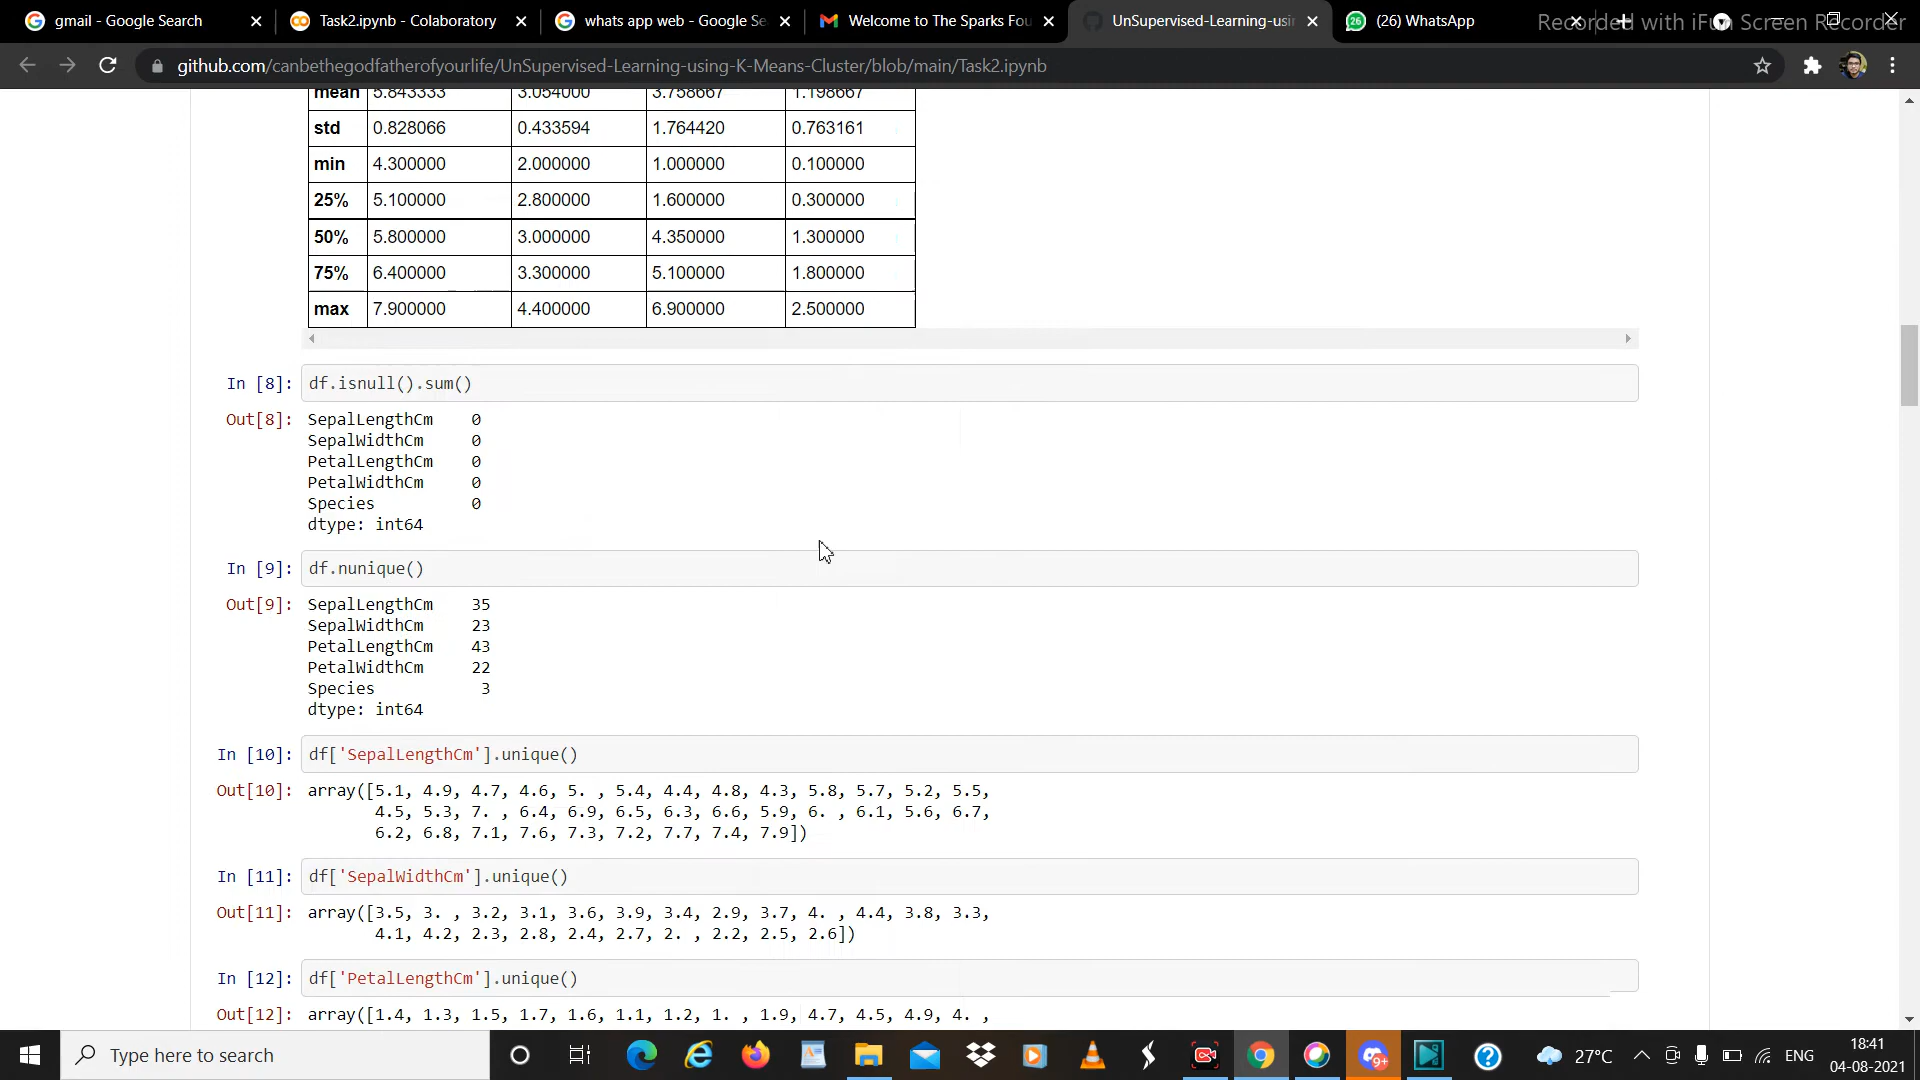 gmail - Google Search
Task2.ipynb - Colaboratory
whats app web - Google Se
Welcome to The Sparks Fou
UnSupervised-Learning-usi
(26) WhatsApp
Recorded with iFun Screen Recorder
github.com/canbethegodfatherofyourlife/UnSupervised-Learning-using-K-Means-Cluster/blob/main/Task2.ipynb
mean 5.843333 3.054000 3.758667 1.198667
std 0.828066 0.433594 1.764420 0.763161
min 4.300000 2.000000 1.000000 0.100000
25% 5.100000 2.800000 1.600000 0.300000
50% 5.800000 3.000000 4.350000 1.300000
75% 6.400000 3.300000 5.100000 1.800000
max 7.900000 4.400000 6.900000 2.500000
In [8]: df.isnull().sum()
Out[8]: SepalLengthCm 0
SepalWidthCm 0
PetalLengthCm 0
PetalWidthCm 0
Species 0
dtype: int64
In [9]: df.nunique()
Out[9]: SepalLengthCm 35
SepalWidthCm 23
PetalLengthCm 43
PetalWidthCm 22
Species 3
dtype: int64
In [10]: df['SepalLengthCm'].unique()
Out[10]: array([5.1, 4.9, 4.7, 4.6, 5. , 5.4, 4.4, 4.8, 4.3, 5.8, 5.7, 5.2, 5.5,
4.5, 5.3, 7. , 6.4, 6.9, 6.5, 6.3, 6.6, 5.9, 6. , 6.1, 5.6, 6.7,
6.2, 6.8, 7.1, 7.6, 7.3, 7.2, 7.7, 7.4, 7.9])
In [11]: df['SepalWidthCm'].unique()
Out[11]: array([3.5, 3. , 3.2, 3.1, 3.6, 3.9, 3.4, 2.9, 3.7, 4. , 4.4, 3.8, 3.3,
4.1, 4.2, 2.3, 2.8, 2.4, 2.7, 2. , 2.2, 2.5, 2.6])
In [12]: df['PetalLengthCm'].unique()
Out[12]: array([1.4, 1.3, 1.5, 1.7, 1.6, 1.1, 1.2, 1. , 1.9, 4.7, 4.5, 4.9, 4. ,
Type here to search
9+
27°C
ENG
18:41
04-08-2021